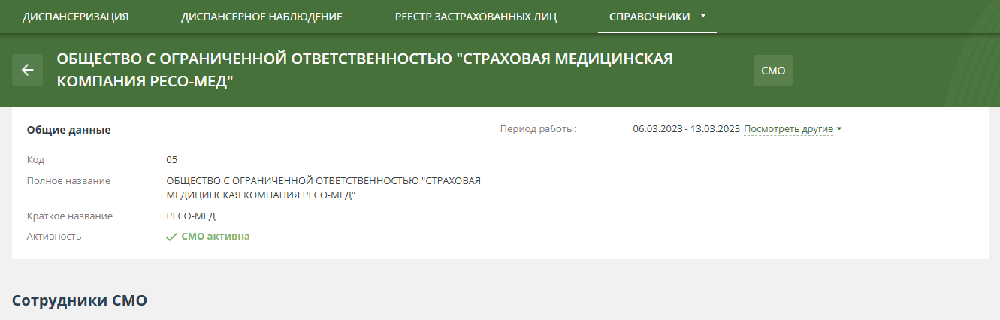 ДИСПАНСЕРИЗАЦИЯ ДИСПАНСЕРНОЕ НАБЛЮДЕНИЕ РЕЕСТР ЗАСТРАХОВАННЫХ ЛИЦ СПРАВОЧНИКИ
ОБЩЕСТВО С ОГРАНИЧЕННОЙ ОТВЕТСТВЕННОСТЬЮ "СТРАХОВАЯ МЕДИЦИНСКАЯ
КОМПАНИЯ РЕСО-МЕД"
СМО
Общие данные
Период работы: 06.03.2023 - 13.03.2023 Посмотреть другие
Код 05
Полное название ОБЩЕСТВО С ОГРАНИЧЕННОЙ ОТВЕТСТВЕННОСТЬЮ "СТРАХОВАЯ
МЕДИЦИНСКАЯ КОМПАНИЯ РЕСО-МЕД"
Краткое название РЕСО-МЕД
Активность СМО активна
Сотрудники СМО